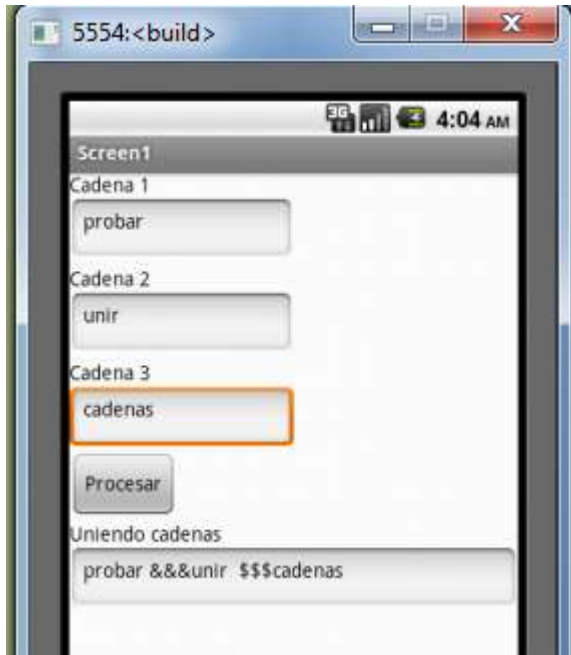 5554:<build>
3G 4:04 AM
Screen1
Cadena 1
probar
Cadena 2
unir
Cadena 3
cadenas
Procesar
Uniendo cadenas
probar &&&unir  $$$cadenas